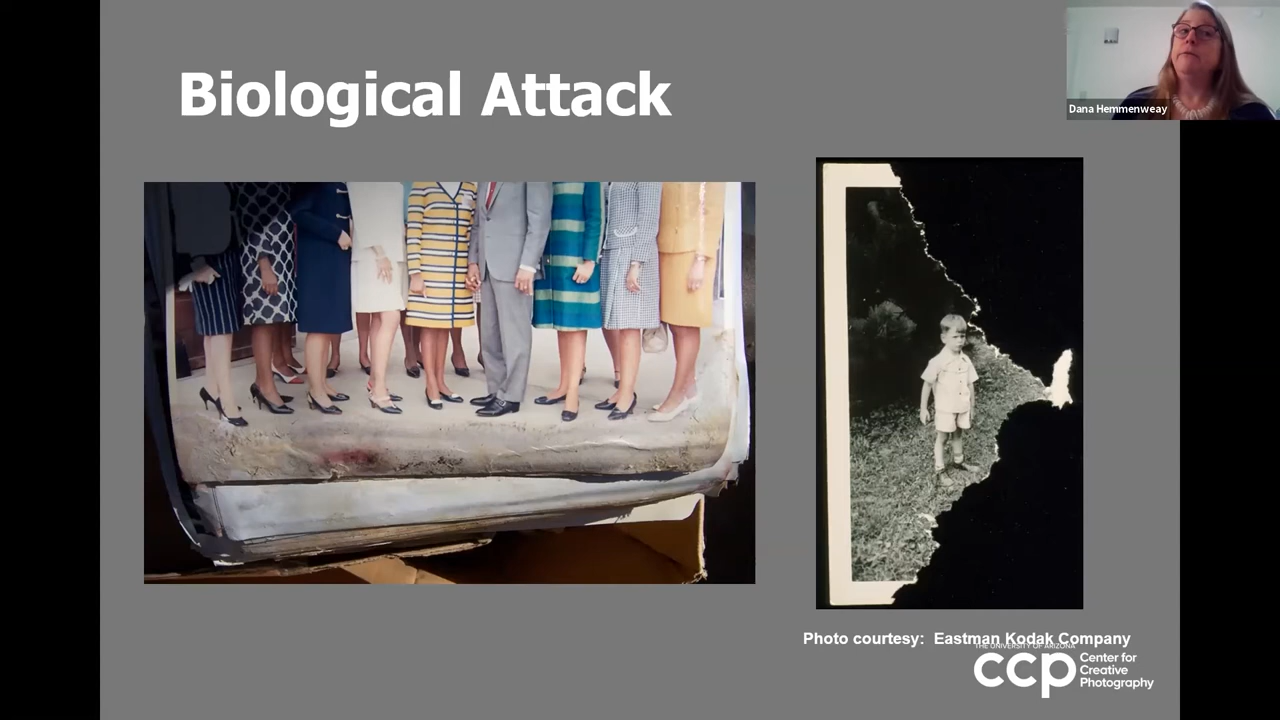 Biological Attack
Dana Hemmenweay
Photo courtesy:  Eastman Kodak Company
THE UNIVERSITY OF ARIZONA
ccp
Center for
Creative
Photography